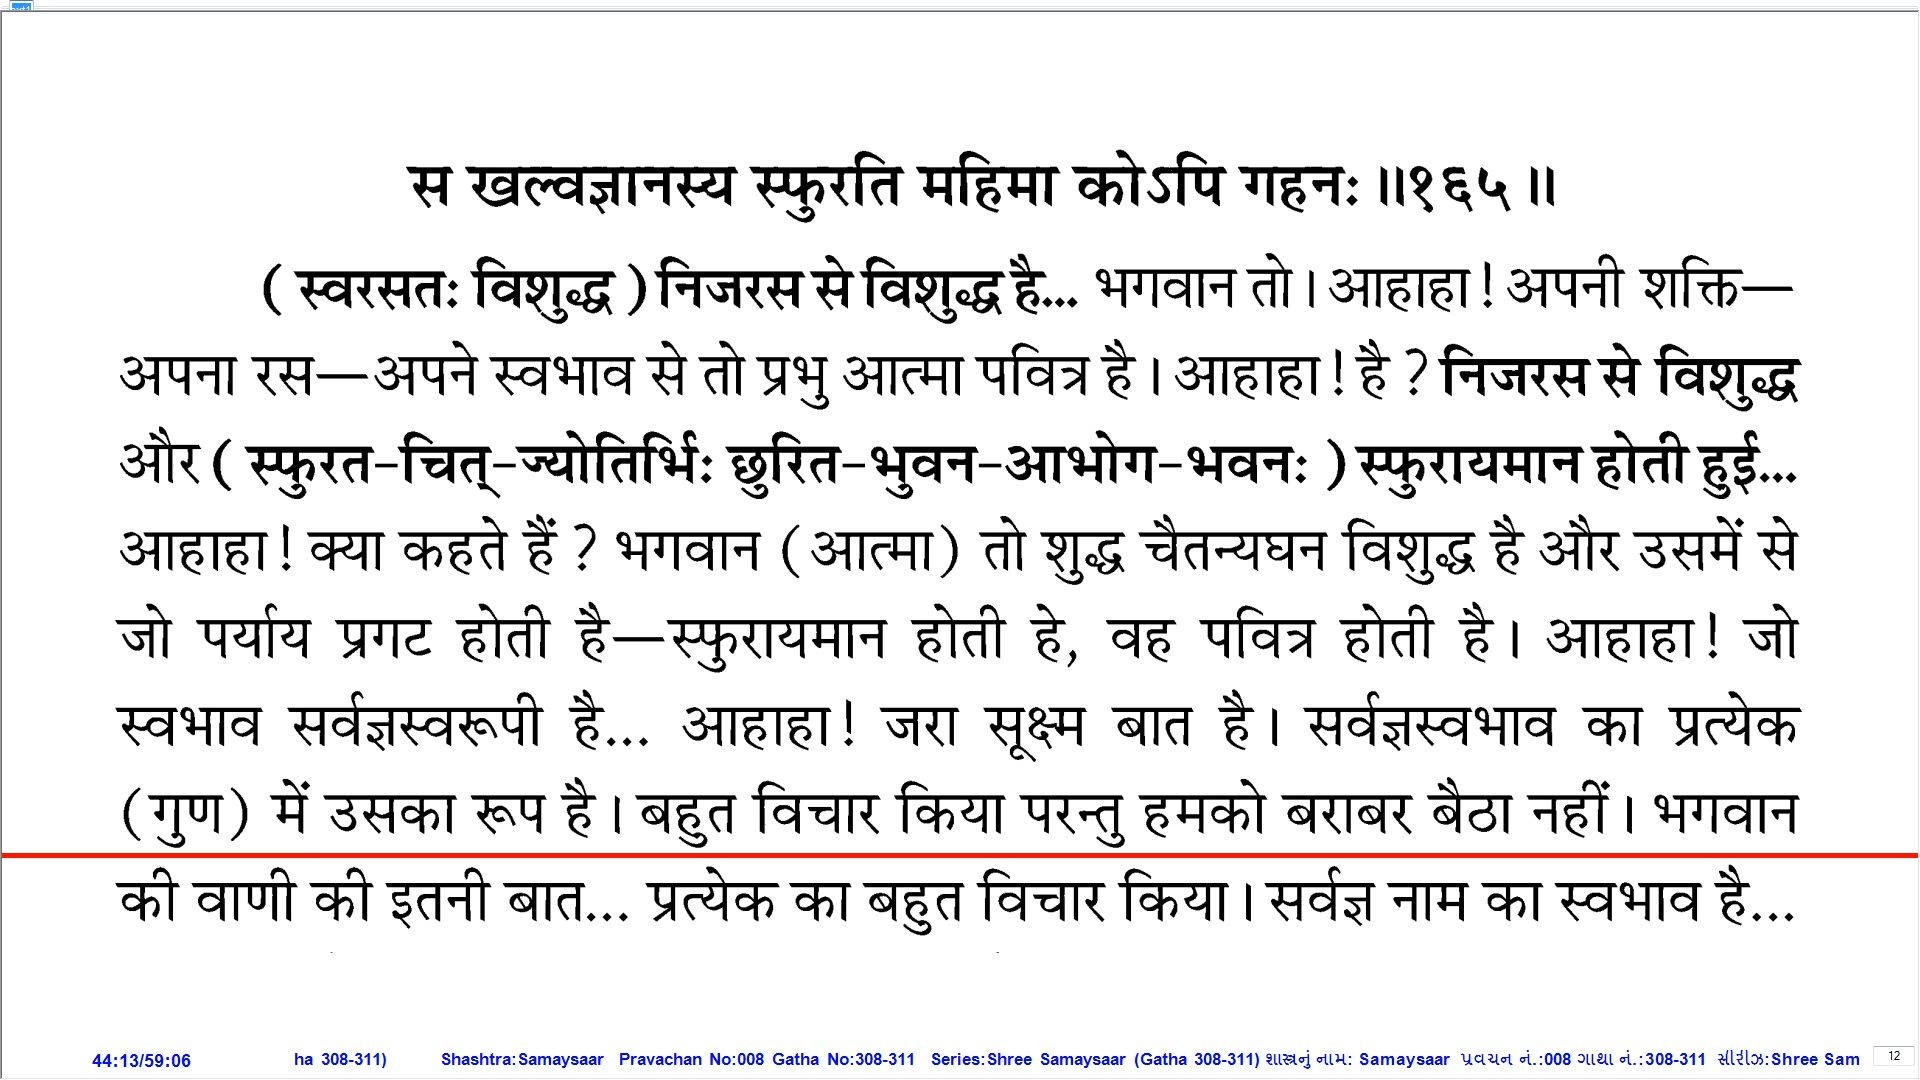 स खल्वज्ञानस्य स्फुरति महिमा कोऽपि गहनः ॥१६५॥
( स्वरसतः विशुद्ध ) निजरस से विशुद्ध है... भगवान तो । आहाहा ! अपनी शक्ति—
अपना रस—अपने स्वभाव से तो प्रभु आत्मा पवित्र है । आहाहा ! है ? निजरस से विशुद्ध
और ( स्फुरत-चित्-ज्योतिर्भिः छुरित-भुवन-आभोग-भवनः ) स्फुरायमान होती हुई...
आहाहा ! क्या कहते हैं ? भगवान (आत्मा) तो शुद्ध चैतन्यघन विशुद्ध है और उसमें से
जो पर्याय प्रगट होती है—स्फुरायमान होती हे, वह पवित्र होती है । आहाहा ! जो
स्वभाव सर्वज्ञस्वरूपी है... आहाहा ! जरा सूक्ष्म बात है । सर्वज्ञस्वभाव का प्रत्येक
(गुण) में उसका रूप है । बहुत विचार किया परन्तु हमको बराबर बैठा नहीं । भगवान
की वाणी की इतनी बात... प्रत्येक का बहुत विचार किया । सर्वज्ञ नाम का स्वभाव है...
44:13/59:06 ha 308-311) Shashtra:Samaysaar Pravachan No:008 Gatha No:308-311 Series:Shree Samaysaar (Gatha 308-311) શાસ્ત્રનું નામ: Samaysaar પ્રવચન નં.:008 ગાથા નં.:308-311 સીરીઝ:Shree Sam 12